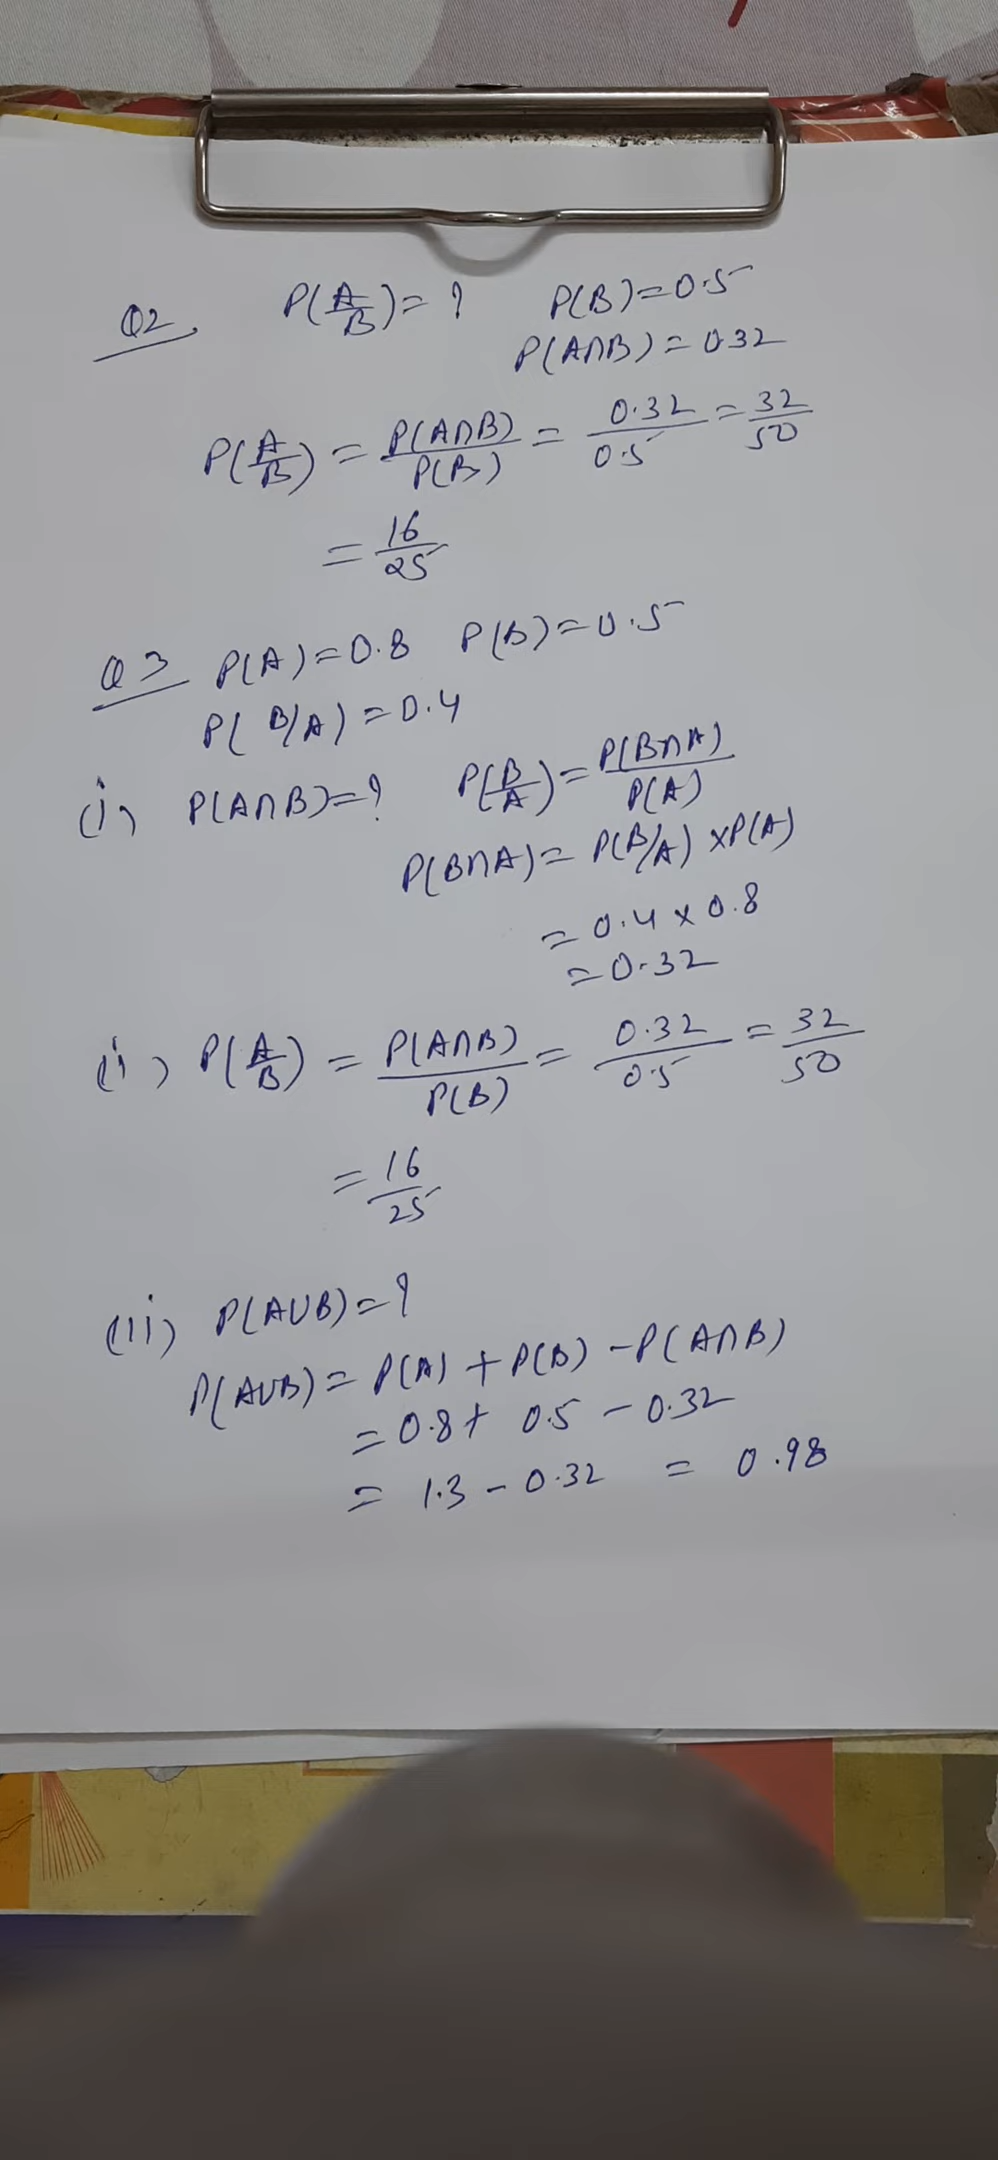 Q2. P(A/B) = ? P(B) = 0.5
P(A∩B) = 0.32
P(A/B) = P(A∩B)/P(B) = 0.32/0.5 = 32/50
= 16/25
Q3 P(A) = 0.8 P(B) = 0.5
P(B/A) = 0.4
(i) P(A∩B) = ? P(B/A) = P(B∩A)/P(A)
P(B∩A) = P(B/A) × P(A)
= 0.4 × 0.8
= 0.32
(ii) P(A/B) = P(A∩B)/P(B) = 0.32/0.5 = 32/50
= 16/25
(iii) P(A∪B) = ?
P(A∪B) = P(A) + P(B) - P(A∩B)
= 0.8 + 0.5 - 0.32
= 1.3 - 0.32 = 0.98